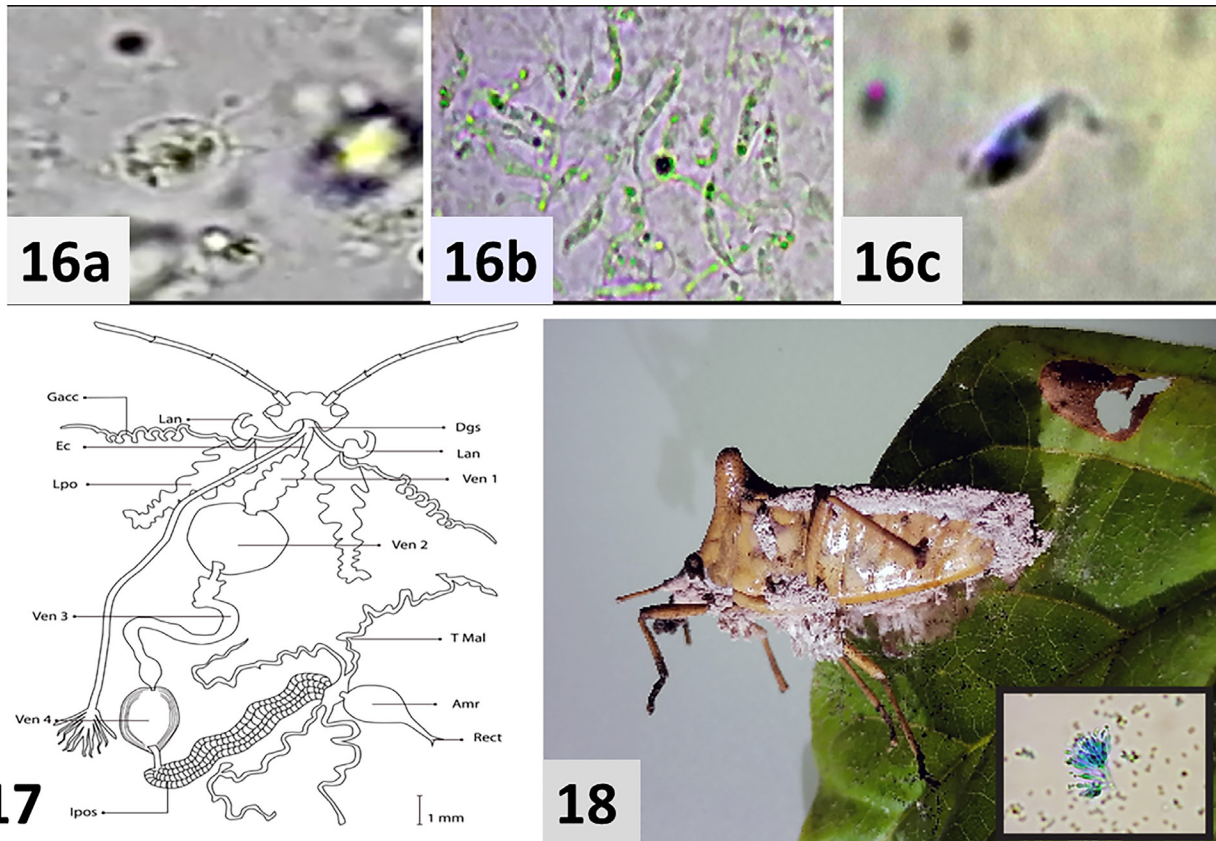 16a
16b
16c
Gacc
Lan
Ec
Lpo
Dgs
Lan
Ven 1
Ven 2
Ven 3
T Mal
Ven 4
Amr
Rect
Ipos
1 mm
17
18